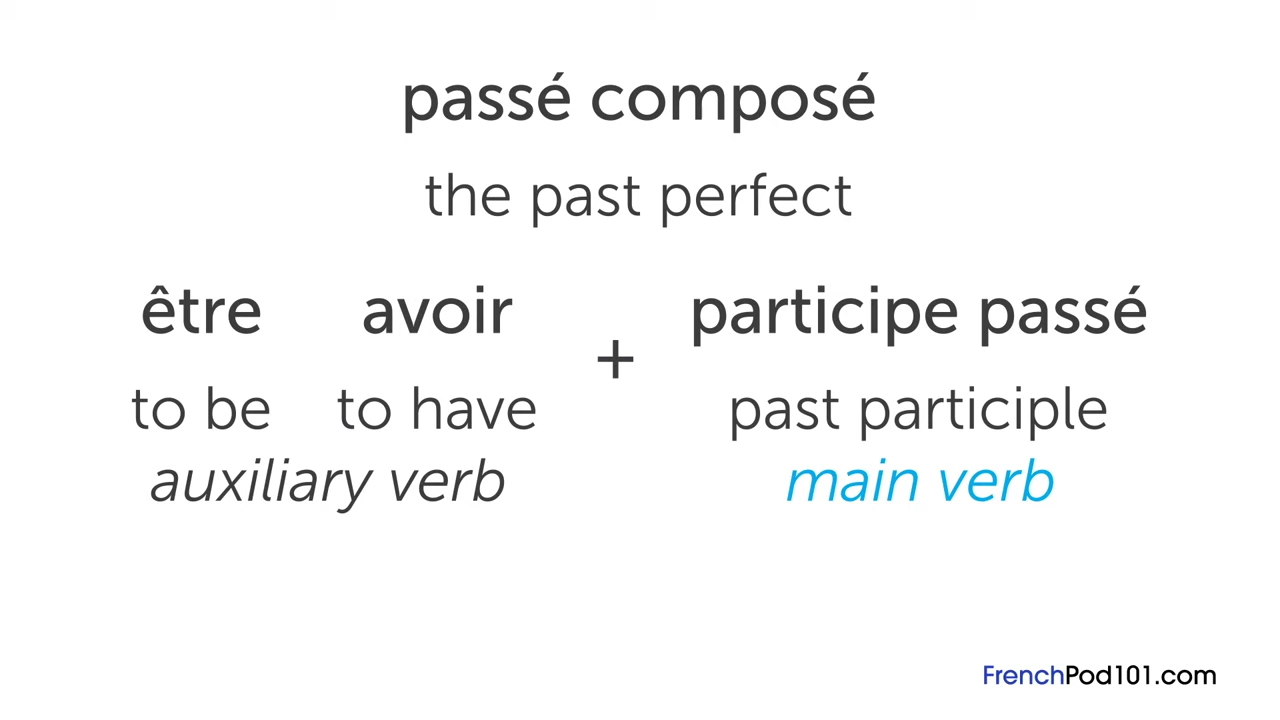 passé composé
the past perfect
être avoir + participe passé
to be to have past participle
auxiliary verb main verb
FrenchPod101.com